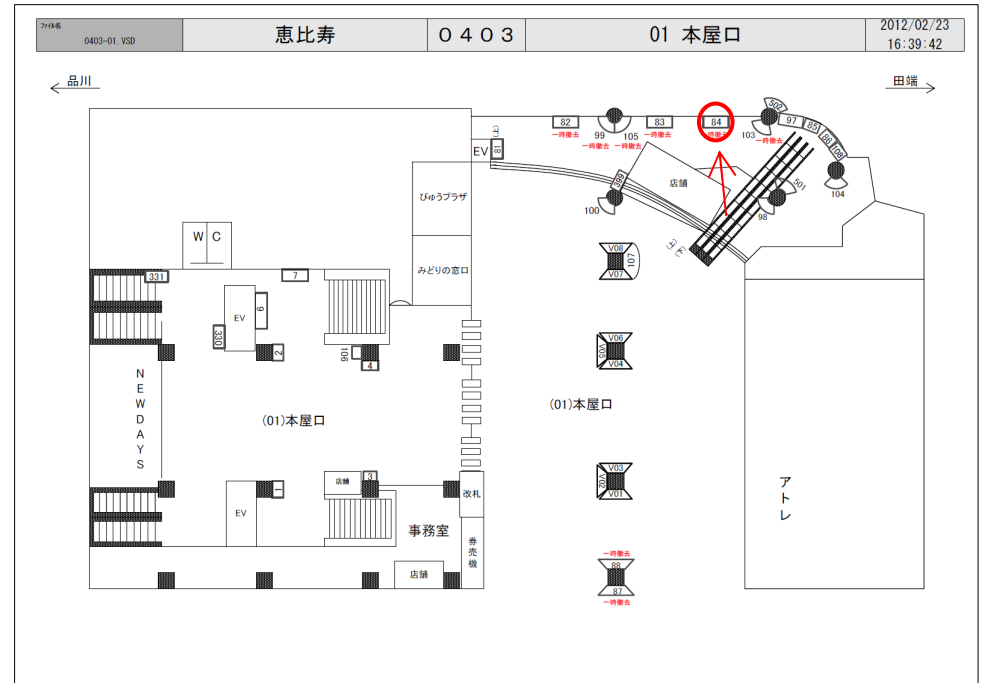 ファイル名
0403-01.VSD
恵比寿
0403
01 本屋口
2012/02/23
16:39:42
品川
田端
82
一時撤去
99
一時撤去
105
一時撤去
83
一時撤去
84
一時撤去
103
一時撤去
502
97
85
86
108
104
(下)
EV
81
399
100
店舗
501
98
(上)
(下)
びゅうプラザ
みどりの窓口
W C
331
7
EV
9
330
2
106
4
V08
V07
107
V06
V05
V04
NEWDAYS
(01)本屋口
(01)本屋口
V03
V02
V01
店舗
3
1
EV
改札
事務室
券売機
店舗
アトレ
一時撤去
88
87
一時撤去